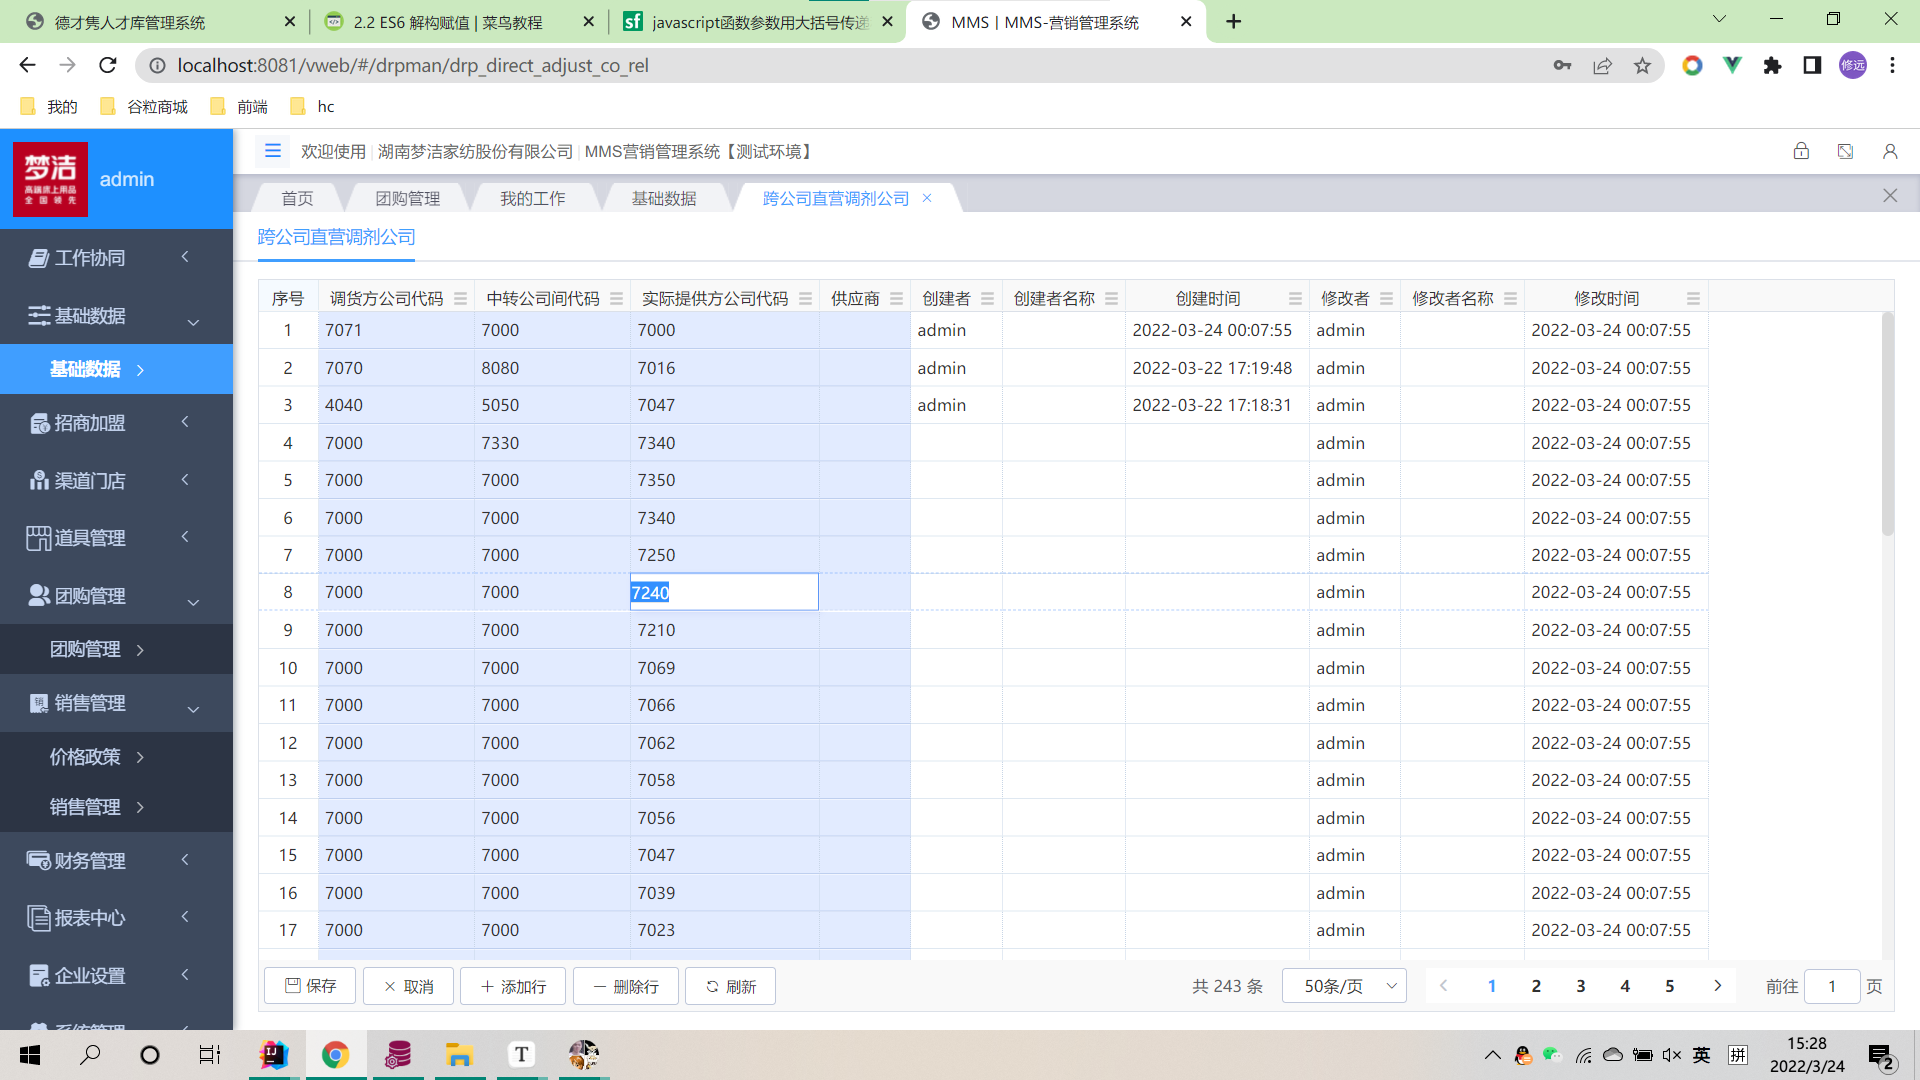 德才隽人才库管理系统
2.2 ES6 解构赋值 | 菜鸟教程
javascript函数参数用大括号传递
MMS | MMS-营销管理系统
localhost:8081/vweb/#/drpman/drp_direct_adjust_co_rel
修远
我的
谷粒商城
前端
hc
梦洁
高端床上用品
全国领先
admin
欢迎使用 | 湖南梦洁家纺股份有限公司 | MMS营销管理系统【测试环境】
首页
团购管理
我的工作
基础数据
跨公司直营调剂公司
跨公司直营调剂公司
工作协同
基础数据
基础数据
招商加盟
渠道门店
道具管理
团购管理
团购管理
销售管理
价格政策
销售管理
财务管理
报表中心
企业设置
系统管理
序号 调货方公司代码 中转公司间代码 实际提供方公司代码 供应商 创建者 创建者名称 创建时间 修改者 修改者名称 修改时间
1 7071 7000 7000 admin 2022-03-24 00:07:55 admin 2022-03-24 00:07:55
2 7070 8080 7016 admin 2022-03-22 17:19:48 admin 2022-03-24 00:07:55
3 4040 5050 7047 admin 2022-03-22 17:18:31 admin 2022-03-24 00:07:55
4 7000 7330 7340 admin 2022-03-24 00:07:55
5 7000 7000 7350 admin 2022-03-24 00:07:55
6 7000 7000 7340 admin 2022-03-24 00:07:55
7 7000 7000 7250 admin 2022-03-24 00:07:55
8 7000 7000 7240 admin 2022-03-24 00:07:55
9 7000 7000 7210 admin 2022-03-24 00:07:55
10 7000 7000 7069 admin 2022-03-24 00:07:55
11 7000 7000 7066 admin 2022-03-24 00:07:55
12 7000 7000 7062 admin 2022-03-24 00:07:55
13 7000 7000 7058 admin 2022-03-24 00:07:55
14 7000 7000 7056 admin 2022-03-24 00:07:55
15 7000 7000 7047 admin 2022-03-24 00:07:55
16 7000 7000 7039 admin 2022-03-24 00:07:55
17 7000 7000 7023 admin 2022-03-24 00:07:55
保存
取消
添加行
删除行
刷新
共 243 条
50条/页
1 2 3 4 5
前往 1 页
英
拼
15:28
2022/3/24
2